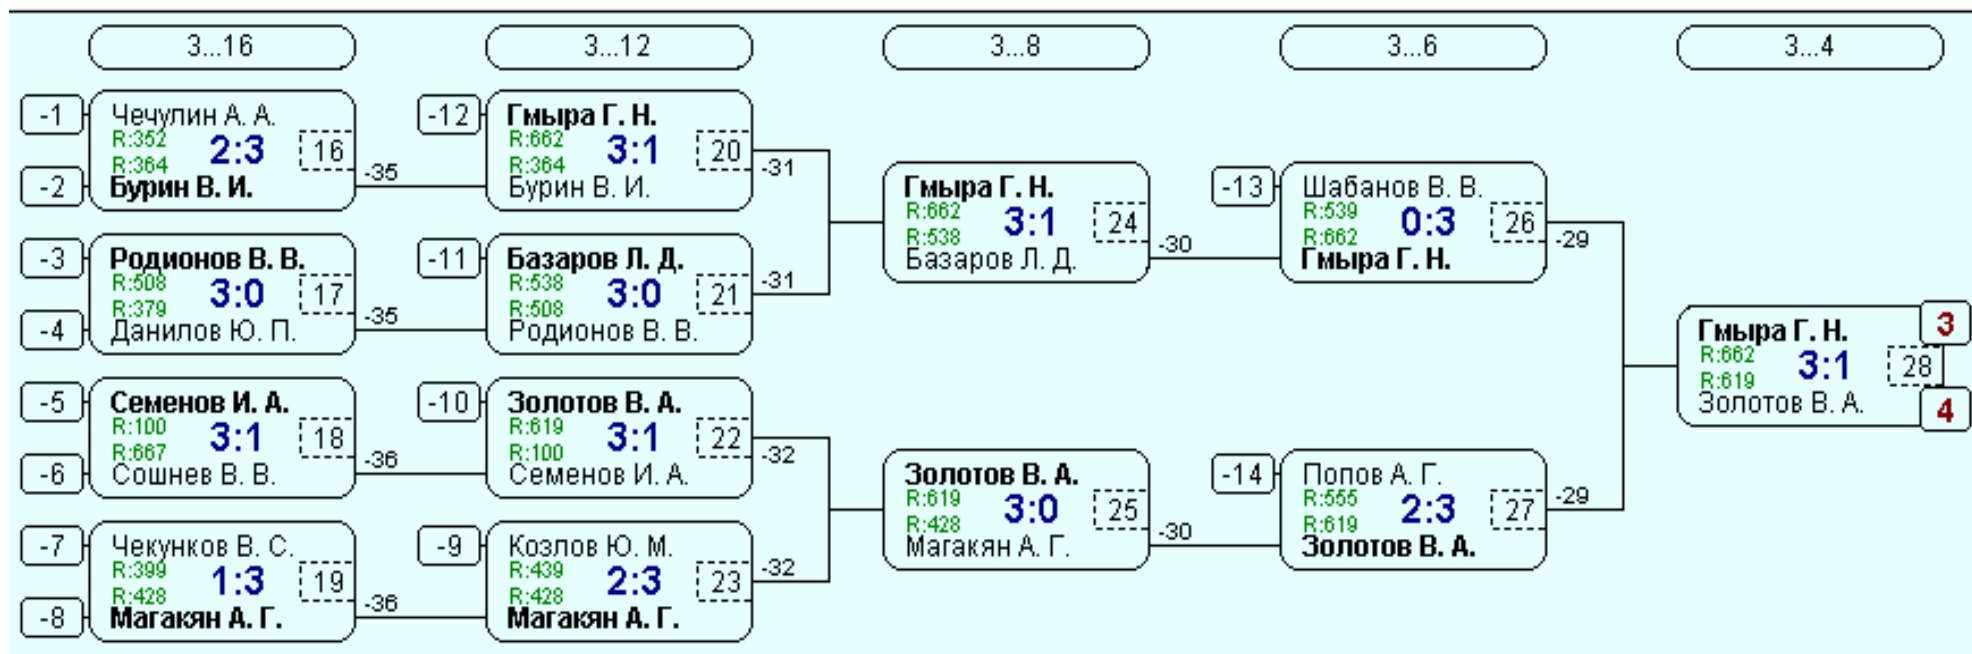 3...16
3...12
3...8
3...6
3...4
-1
Чечулин А. А.
R:352
2:3
R:364
16
-2
Бурин В. И.
-35
-3
Родионов В. В.
R:508
3:0
R:379
17
-4
Данилов Ю. П.
-35
-5
Семенов И. А.
R:100
3:1
R:667
18
-6
Сошнев В. В.
-36
-7
Чекунков В. С.
R:399
1:3
R:428
19
-8
Магакян А. Г.
-36
-12
Гмыра Г. Н.
R:662
3:1
R:364
20
Бурин В. И.
-31
-11
Базаров Л. Д.
R:538
3:0
R:508
21
Родионов В. В.
-31
-10
Золотов В. А.
R:619
3:1
R:100
22
Семенов И. А.
-32
-9
Козлов Ю. М.
R:439
2:3
R:428
23
Магакян А. Г.
-32
Гмыра Г. Н.
R:662
3:1
R:538
24
Базаров Л. Д.
-30
Золотов В. А.
R:619
3:0
R:428
25
Магакян А. Г.
-30
-13
Шабанов В. В.
R:539
0:3
R:662
26
Гмыра Г. Н.
-29
-14
Попов А. Г.
R:555
2:3
R:619
27
Золотов В. А.
-29
Гмыра Г. Н.
3
R:662
3:1
R:619
28
Золотов В. А.
4